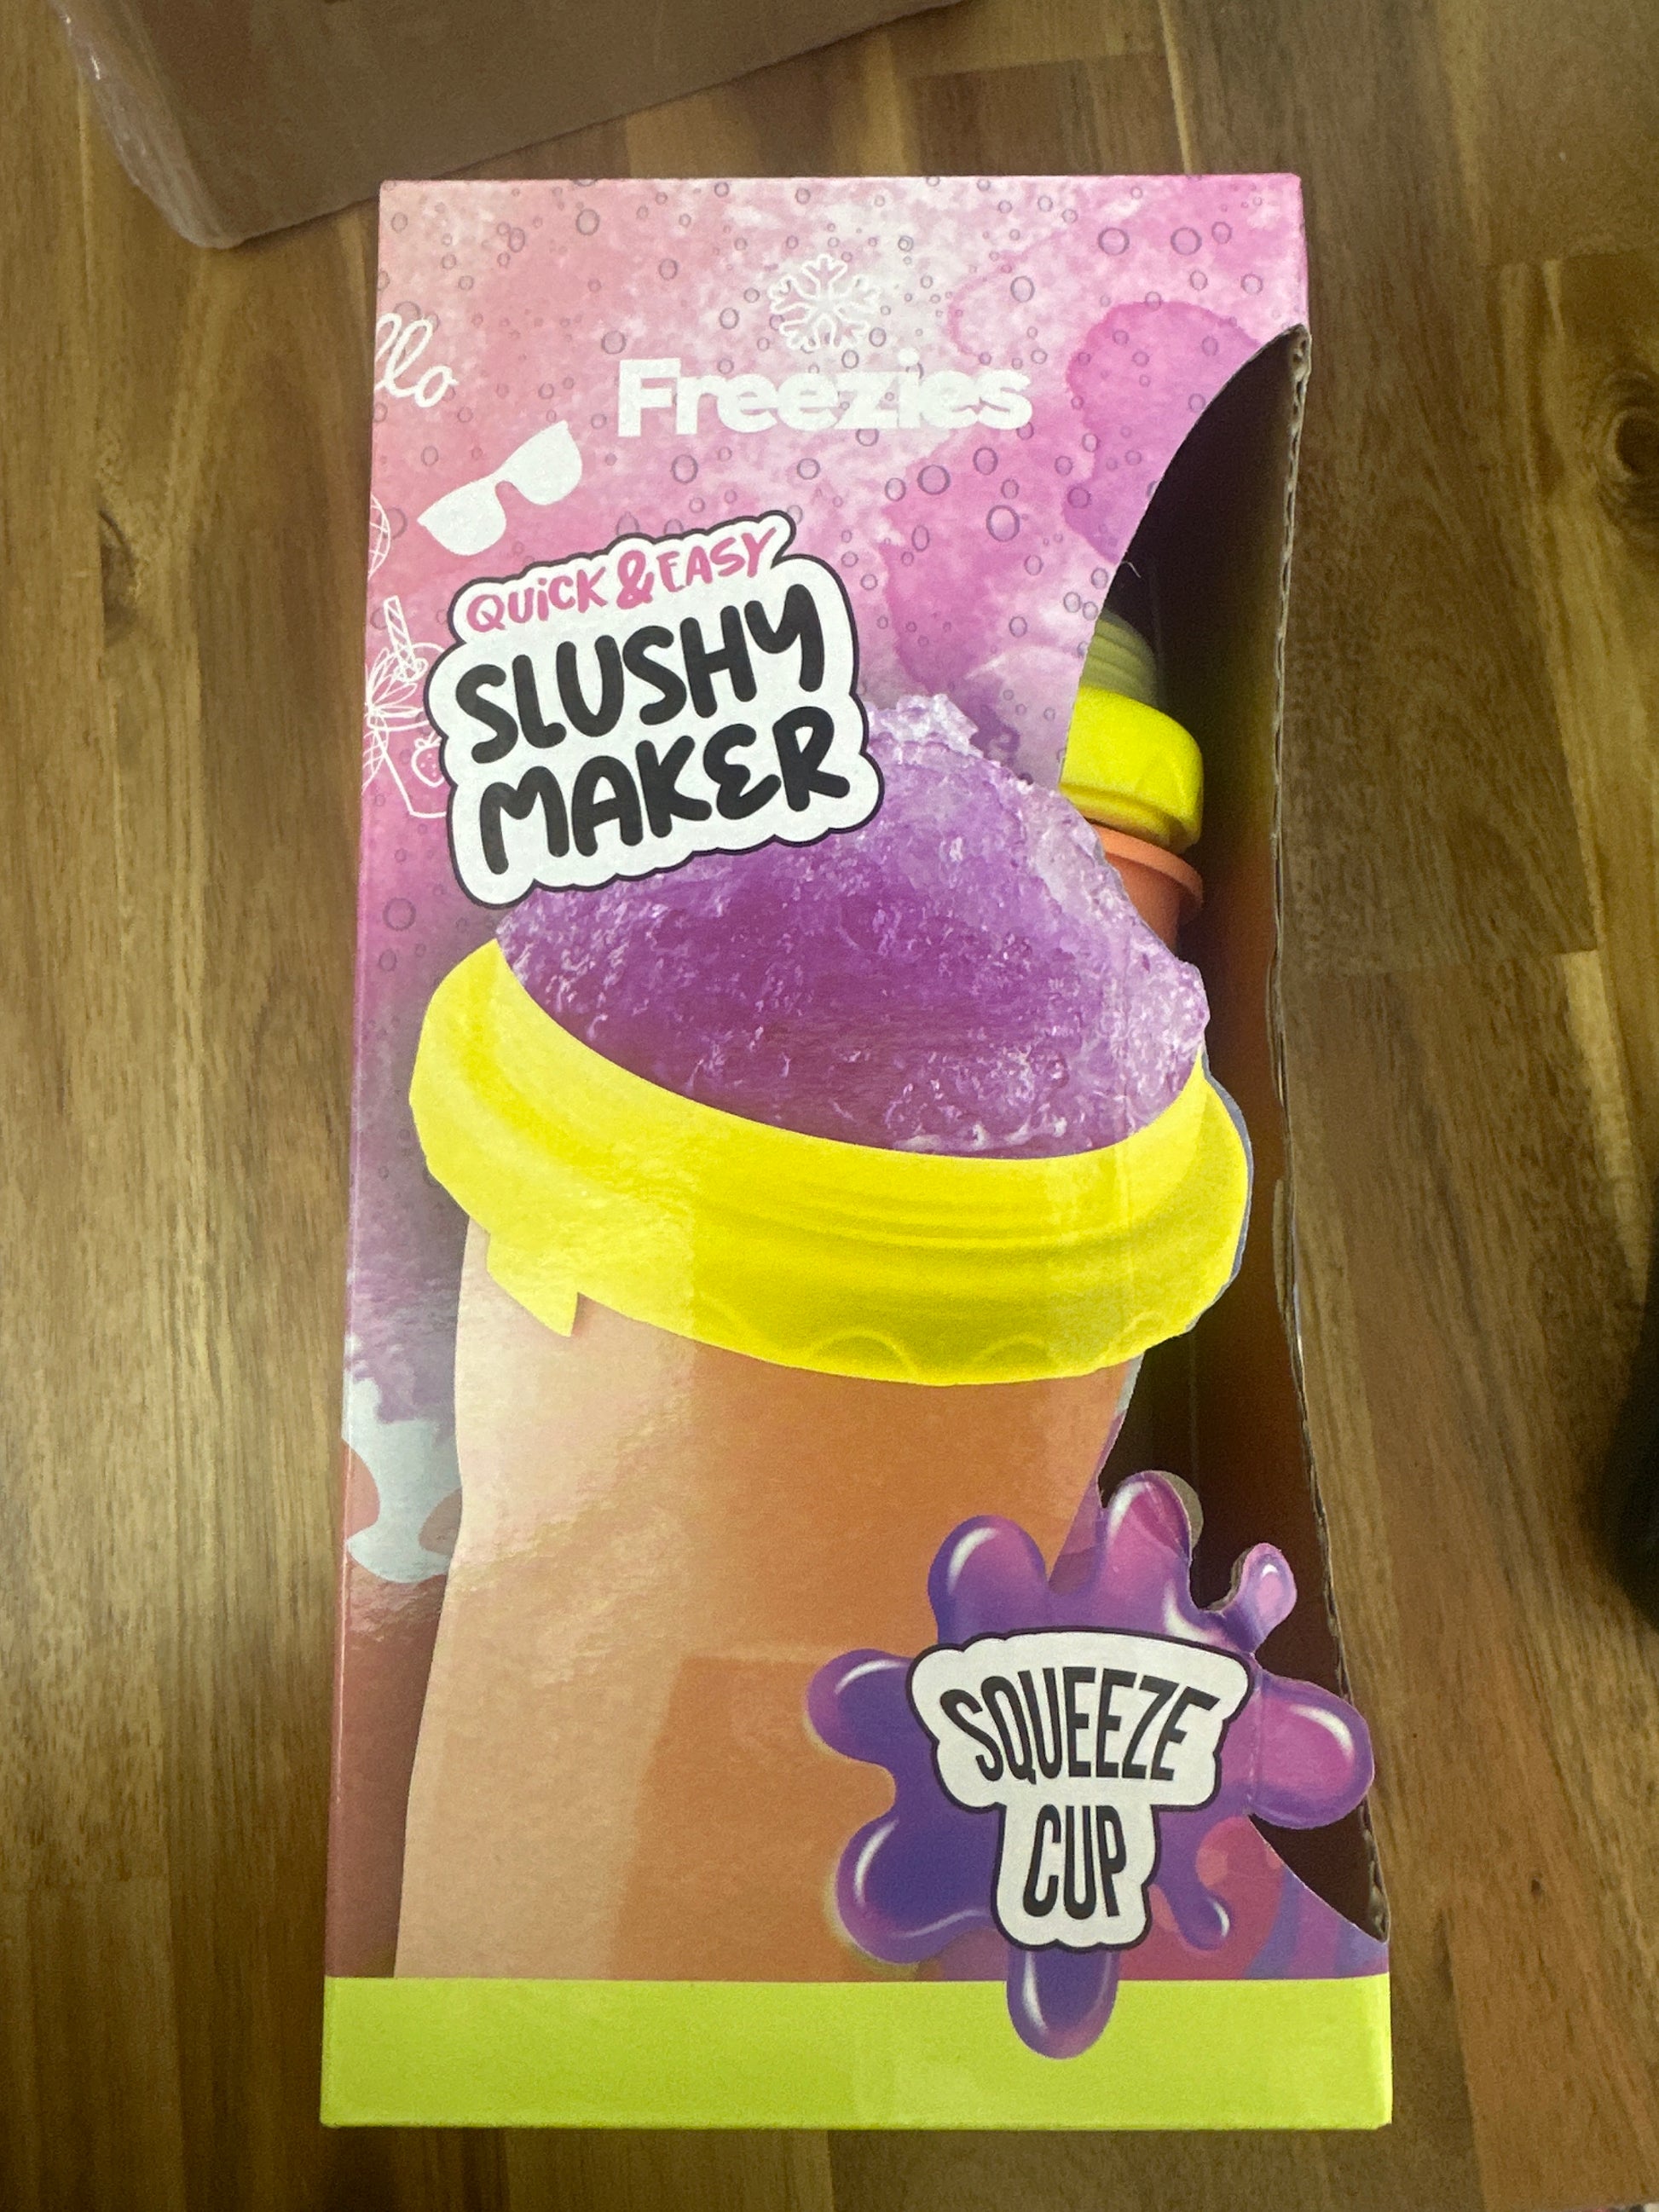 Freezies
QUICK & EASY
SLUSHY
MAKER
SQUEEZE
CUP